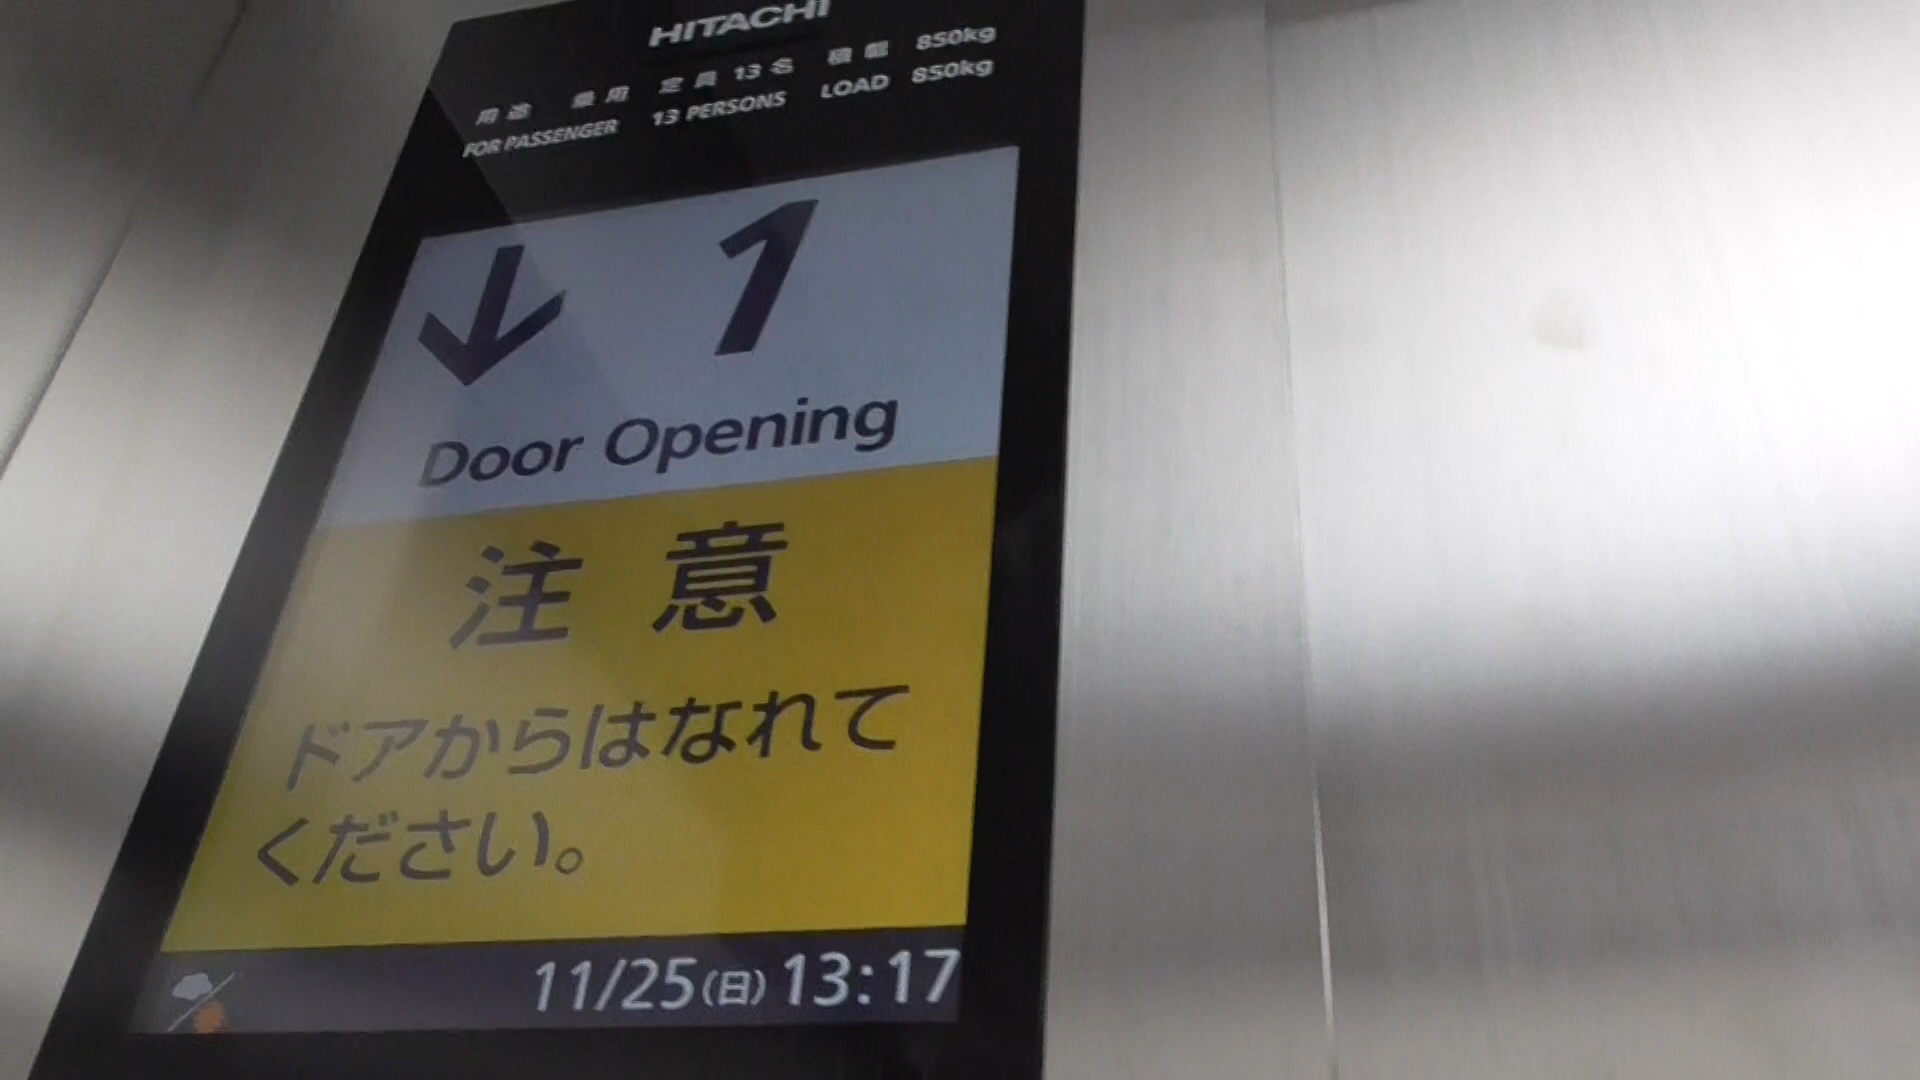 HITACHI
用途 乗用 定員 13名 積載 850kg
FOR PASSENGER 13 PERSONS LOAD 850kg
↓ 1
Door Opening
注意
ドアからはなれて
ください。
11/25(日) 13:17